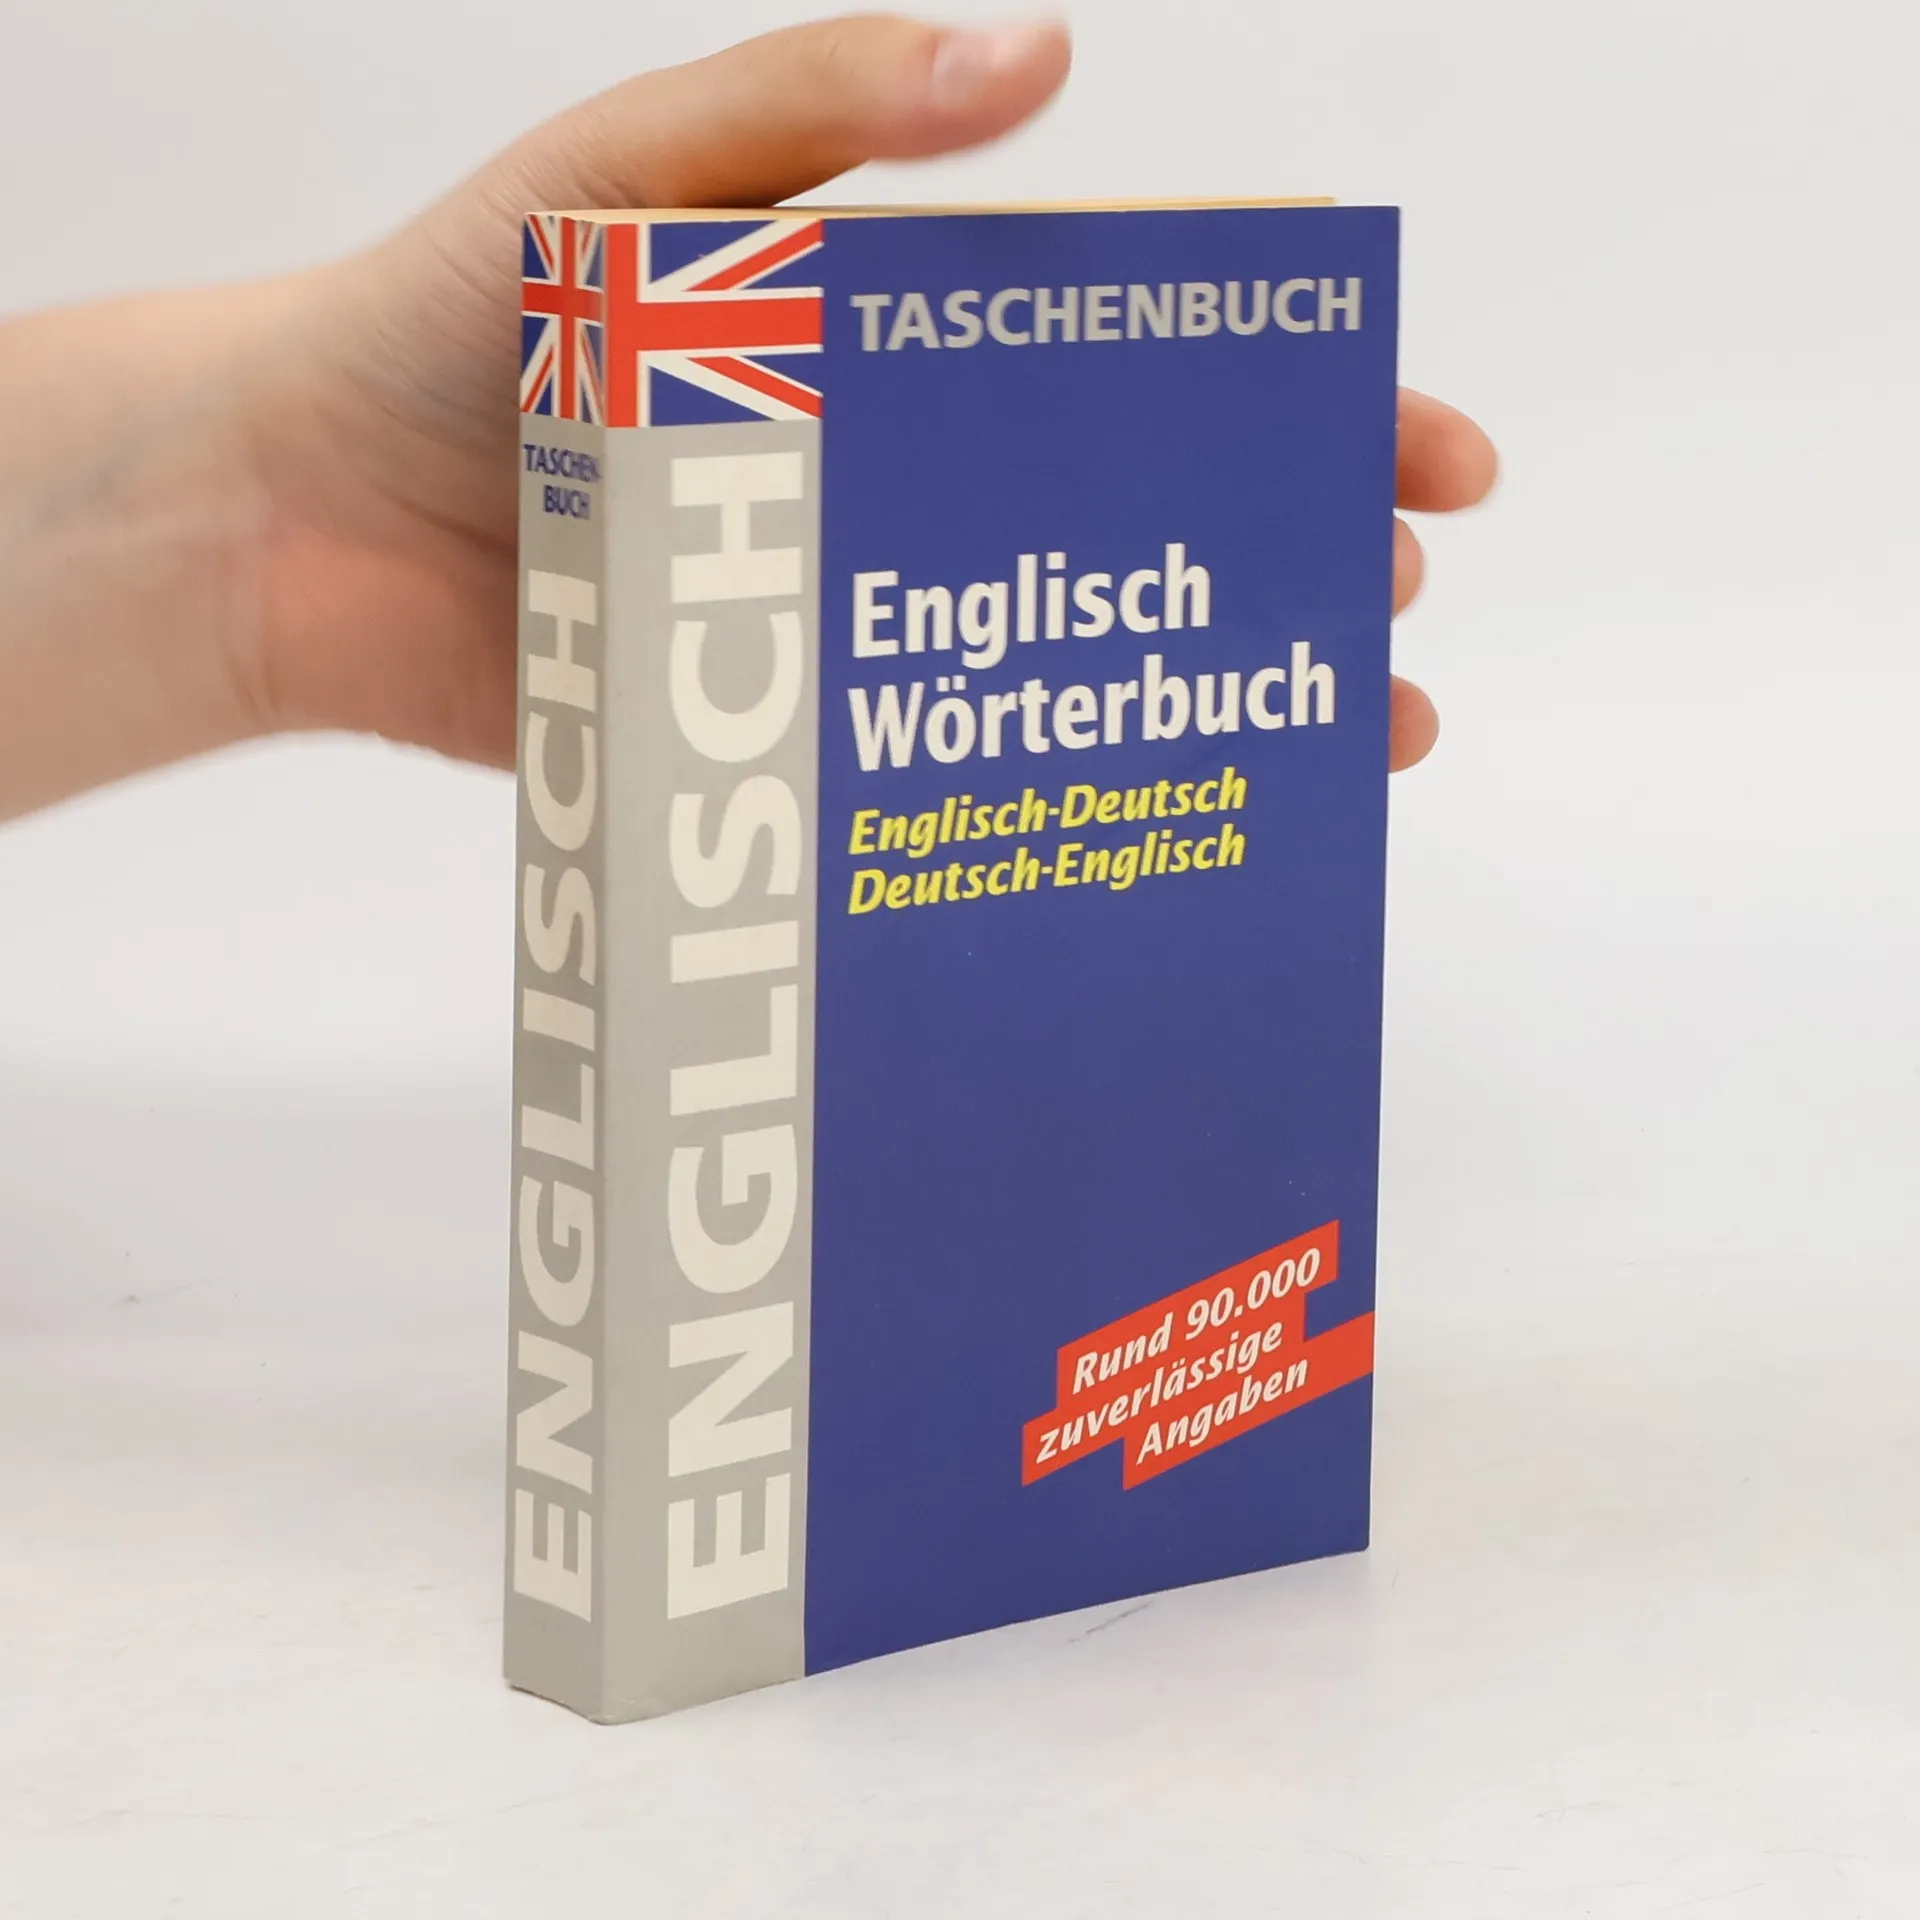 TASCHEN-
BUCH
ENGLISCH
ENGLISCH
TASCHENBUCH
Englisch
Wörterbuch
Englisch-Deutsch
Deutsch-Englisch
Rund 90.000
zuverlässige
Angaben